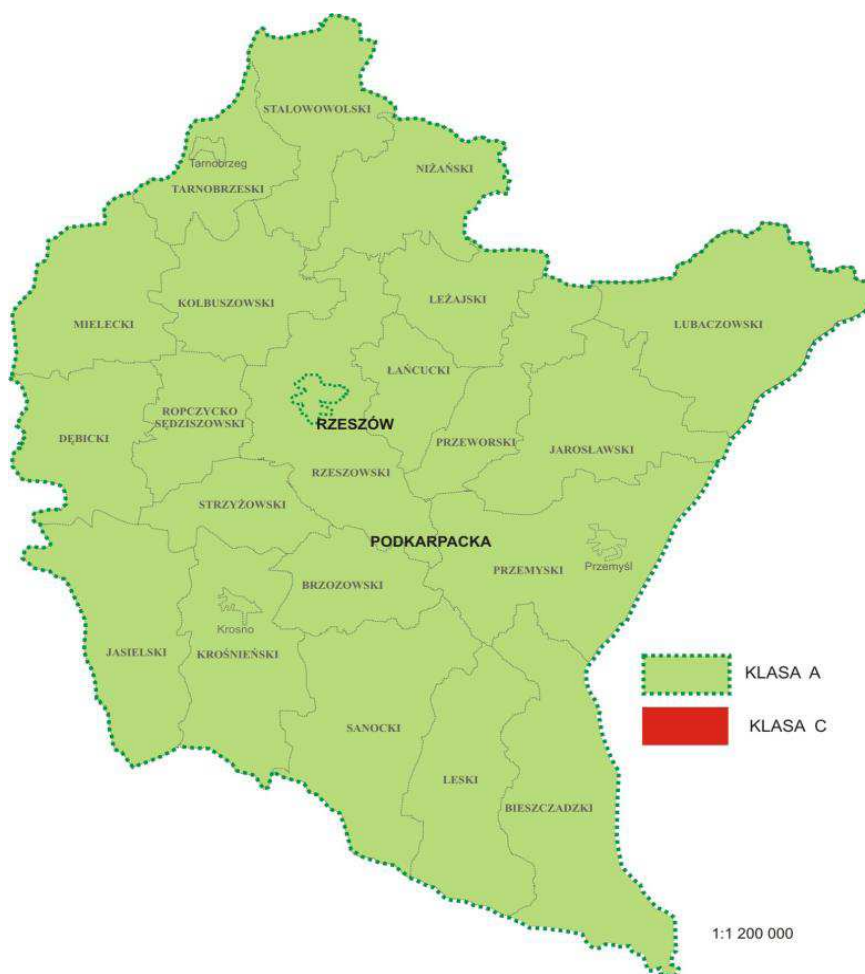 STALOWOWOLSKI
Tarnobrzeg
NIŻAŃSKI
TARNOBRZESKI
KOLBUSZOWSKI
LEŻAJSKI
MIELECKI
LUBACZOWSKI
ŁAŃCUCKI
ROPCZYCKO
SĘDZISZOWSKI
RZESZÓW
DĘBICKI
PRZEWORSKI
JAROSŁAWSKI
RZESZOWSKI
STRZYŻOWSKI
PODKARPACKA
PRZEMYSKI
Przemyśl
BRZOZOWSKI
Krosno
JASIELSKI
KROŚNIEŃSKI
KLASA A
SANOCKI
KLASA C
LESKI
BIESZCZADZKI
1:1 200 000